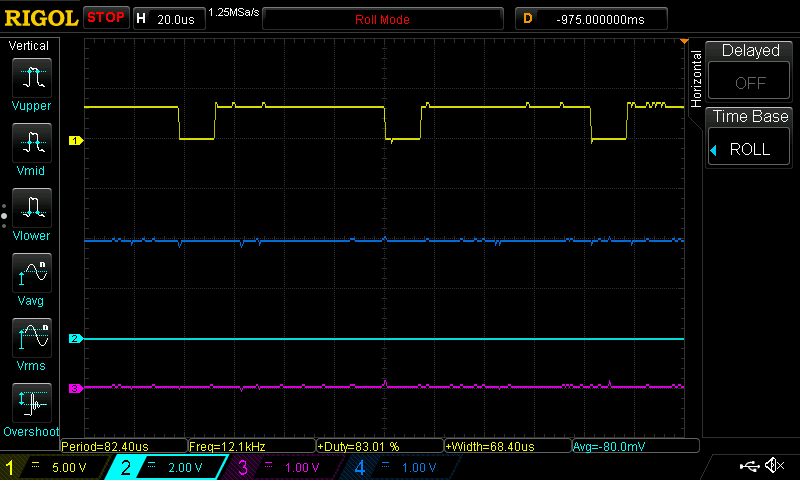 RIGOL STOP H 20.0us 1.25MSa/s Roll Mode D -975.000000ms
Vertical
Vupper
Vmid
Vlower
n
Vavg
n
Vrms
Overshoot
1
2
3
Horizontal
Delayed
OFF
Time Base
ROLL
Period=82.40us Freq=12.1kHz +Duty=83.01 % +Width=68.40us Avg=-80.0mV
1 5.00 V 2 2.00 V 3 1.00 V 4 1.00 V